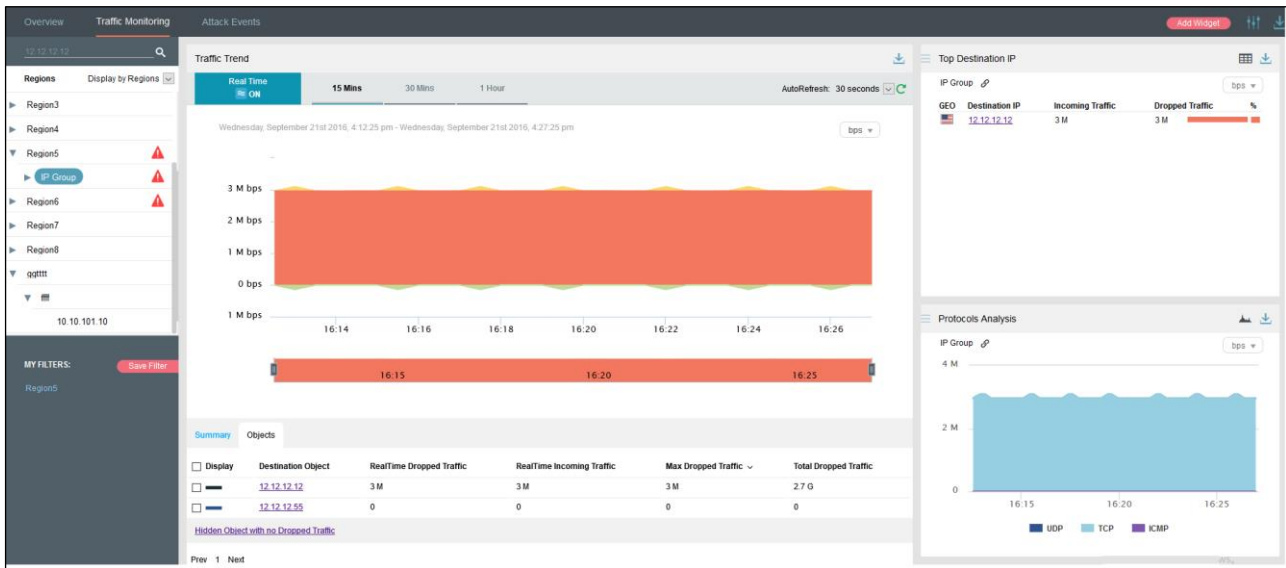 Overview Traffic Monitoring Attack Events Add Widget
12.12.12.12
Regions Display by Regions
Region3
Region4
Region5
IP Group
Region6
Region7
Region8
qqtttt
ffff
10.10.101.10
MY FILTERS: Save Filter
Region5
Traffic Trend
Real Time
ON
15 Mins 30 Mins 1 Hour AutoRefresh: 30 seconds
Wednesday, September 21st 2016, 4:12:25 pm - Wednesday, September 21st 2016, 4:27:25 pm bps
3 M bps
2 M bps
1 M bps
0 bps
1 M bps
16:14 16:16 16:18 16:20 16:22 16:24 16:26
16:15 16:20 16:25
Summary Objects
Display Destination Object RealTime Dropped Traffic RealTime Incoming Traffic Max Dropped Traffic Total Dropped Traffic
12.12.12.12 3 M 3 M 3 M 2.7 G
12.12.12.55 0 0 0 0
Hidden Object with no Dropped Traffic
Prev 1 Next
Top Destination IP
IP Group bps
GEO Destination IP Incoming Traffic Dropped Traffic %
12.12.12.12 3 M 3 M
Protocols Analysis
IP Group bps
4 M
2 M
0
16:15 16:20 16:25
UDP TCP ICMP